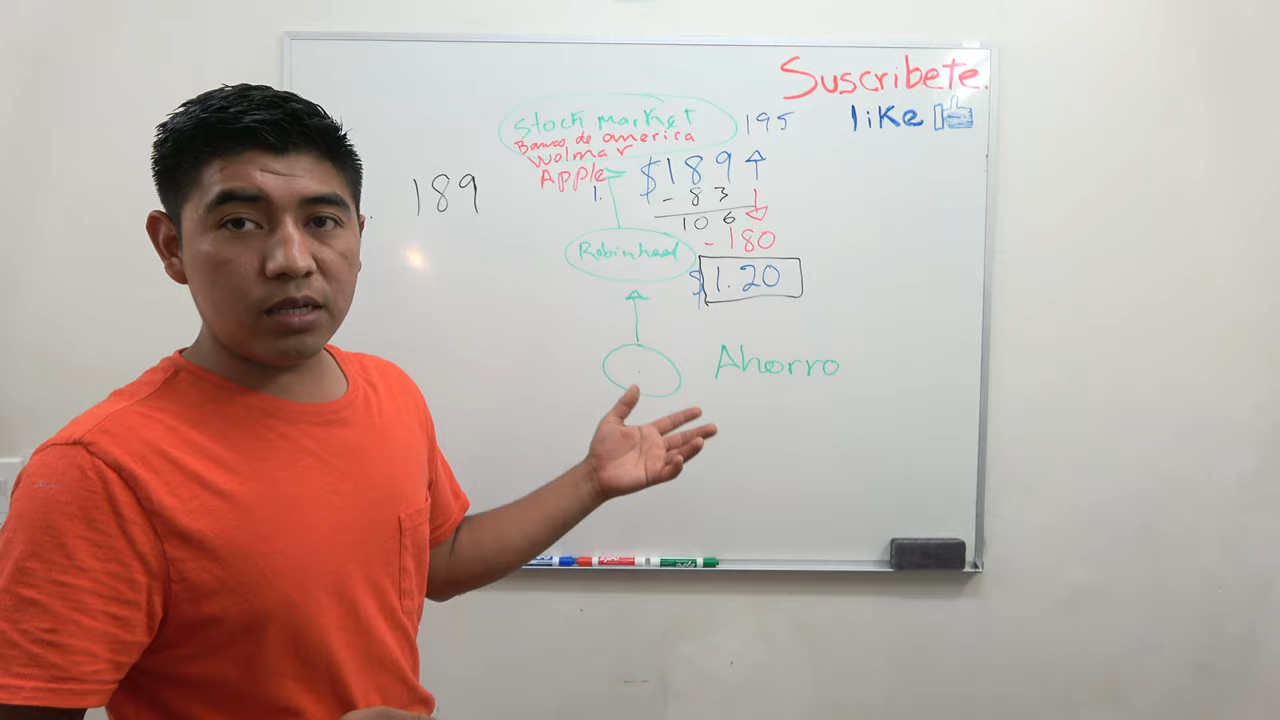 Suscribete.
like
Stock market
195
Banco de america
Walmar
Apple
$189
1.
- 83
106
189
- 180
Robinhood
$1.20
Ahorro